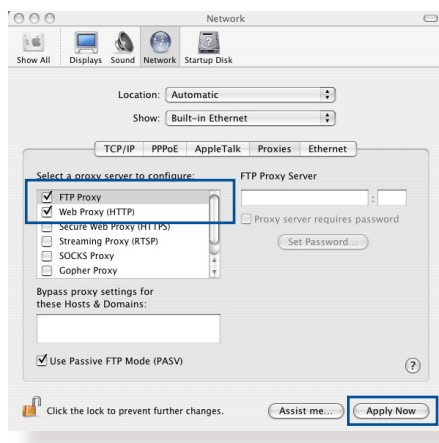 Network
Show All Displays Sound Network Startup Disk
Location: Automatic
Show: Built-in Ethernet
TCP/IP PPPoE AppleTalk Proxies Ethernet
Select a proxy server to configure:
FTP Proxy Server
FTP Proxy
:
Web Proxy (HTTP)
Proxy server requires password
Secure Web Proxy (HTTPS)
Streaming Proxy (RTSP)
Set Password...
SOCKS Proxy
Gopher Proxy
Bypass proxy settings for
these Hosts & Domains:
Use Passive FTP Mode (PASV)
?
Click the lock to prevent further changes.
Assist me... Apply Now